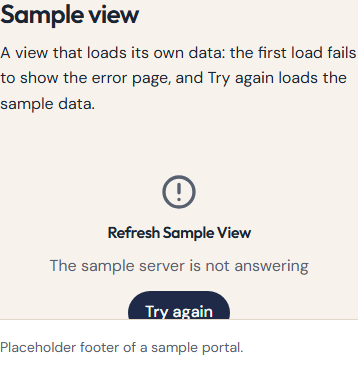 Sample view
A view that loads its own data: the first load fails
to show the error page, and Try again loads the
sample data.
Refresh Sample View
The sample server is not answering
Try again
Placeholder footer of a sample portal.